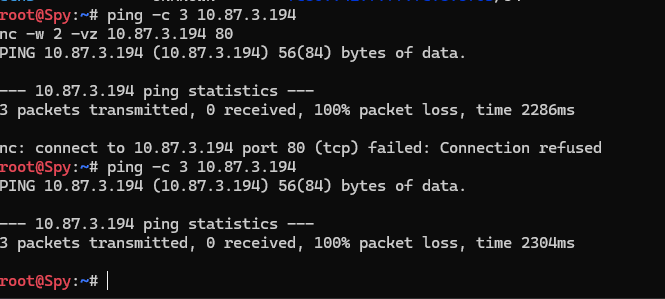 root@Spy:~# ping -c 3 10.87.3.194
nc -w 2 -vz 10.87.3.194 80
PING 10.87.3.194 (10.87.3.194) 56(84) bytes of data.
--- 10.87.3.194 ping statistics ---
3 packets transmitted, 0 received, 100% packet loss, time 2286ms
nc: connect to 10.87.3.194 port 80 (tcp) failed: Connection refused
root@Spy:~# ping -c 3 10.87.3.194
PING 10.87.3.194 (10.87.3.194) 56(84) bytes of data.
--- 10.87.3.194 ping statistics ---
3 packets transmitted, 0 received, 100% packet loss, time 2304ms
root@Spy:~#